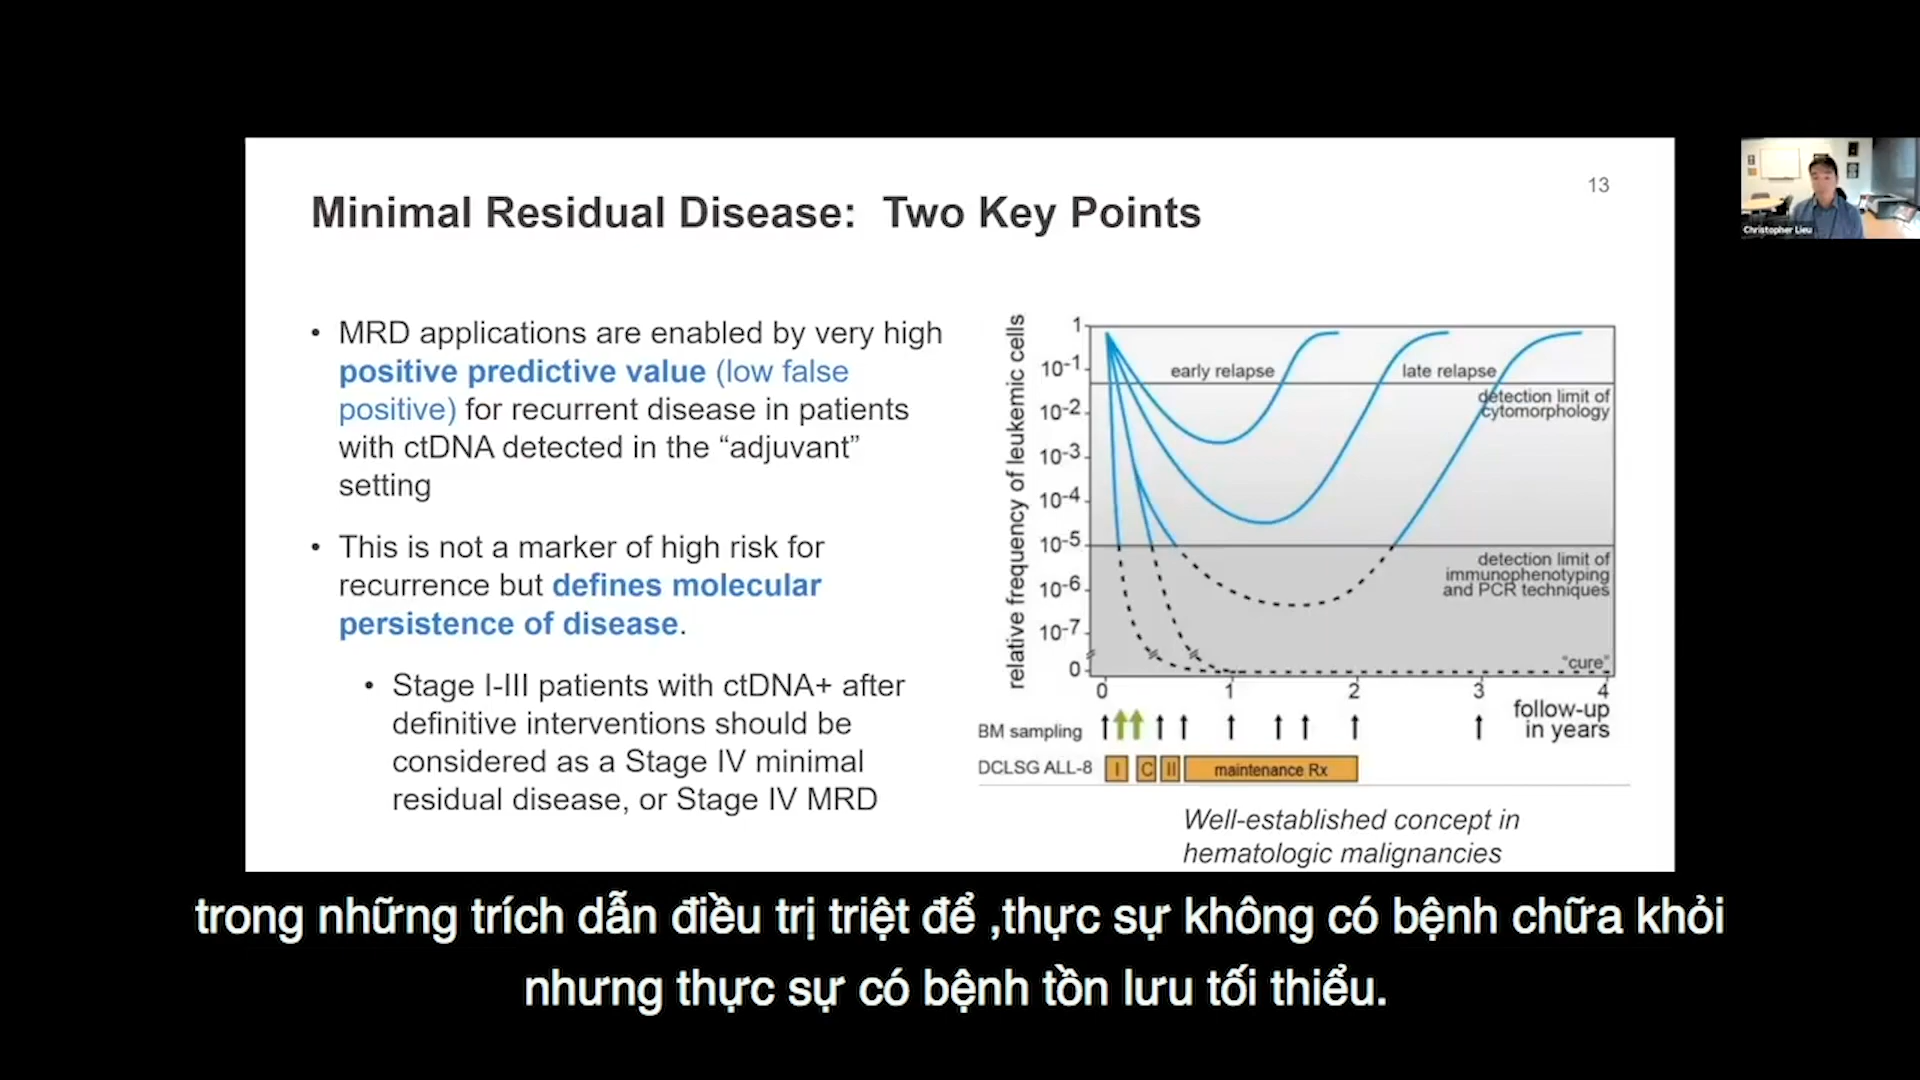 13
Minimal Residual Disease: Two Key Points
• MRD applications are enabled by very high
positive predictive value (low false
positive) for recurrent disease in patients
with ctDNA detected in the “adjuvant”
setting
• This is not a marker of high risk for
recurrence but defines molecular
persistence of disease.
• Stage I-III patients with ctDNA+ after
definitive interventions should be
considered as a Stage IV minimal
residual disease, or Stage IV MRD
relative frequency of leukemic cells
1
10-1
10-2
10-3
10-4
10-5
10-6
10-7
0
early relapse
late relapse
detection limit of
cytomorphology
detection limit of
immunophenotyping
and PCR techniques
“cure”
0 1 2 3 4
follow-up
in years
BM sampling
DCLSG ALL-8 I C II maintenance Rx
Well-established concept in
hematologic malignancies
Christopher Lieu
trong những trích dẫn điều trị triệt để ,thực sự không có bệnh chữa khỏi
nhưng thực sự có bệnh tồn lưu tối thiểu.